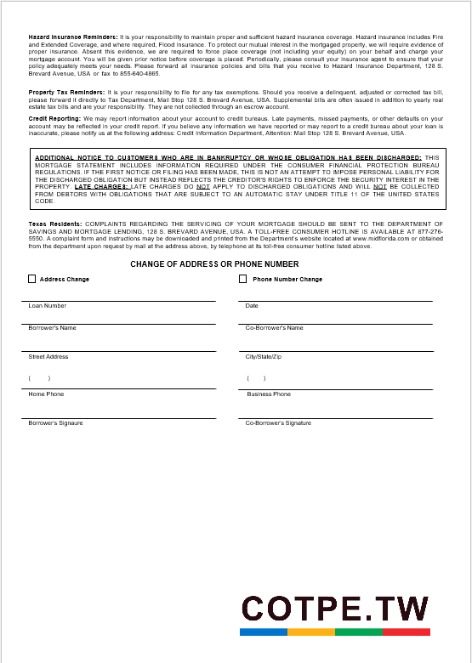 Hazard Insurance Reminders: It is your responsibility to maintain proper and sufficient hazard insurance coverage. Hazard insurance includes Fire
and Extended Coverage, and where required, Flood Insurance. To protect our mutual interest in the mortgaged property, we will require evidence of proper
insurance. Absent this evidence, we are required to force place coverage (not including your equity) on your behalf and charge your
mortgage account. You will be given prior notice before coverage is placed. Periodically, please consult your insurance agent to ensure that your
policy adequately meets your needs. Please forward all insurance policies and bills that you receive to Hazard Insurance Department, 128 S.
Brevard Avenue, USA or fax to 855-640-4865.
Property Tax Reminders: It is your responsibility to file for any tax exemptions. Should you receive a delinquent, adjusted or corrected tax bill,
please forward it directly to Tax Department, Mail Stop 128 S. Brevard Avenue, USA. Supplemental bills are often issued in addition to yearly real
estate tax bills and are your responsibility. They are not collected through an escrow account.
Credit Reporting: We may report information about your account to credit bureaus. Late payments, missed payments, or other defaults on your
account may be reflected in your credit report. If you believe any information we have reported or may report to a credit bureau about your loan is
inaccurate, please notify us at the following address: Credit Information Department, Attention: Mail Stop 128 S. Brevard Avenue, USA.
ADDITIONAL NOTICE TO CUSTOMERS WHO ARE IN BANKRUPTCY OR WHOSE OBLIGATION HAS BEEN DISCHARGED: THIS
MORTGAGE STATEMENT INCLUDES INFORMATION REQUIRED UNDER THE CONSUMER FINANCIAL PROTECTION BUREAU
REGULATIONS. IF THE FIRST NOTICE OR FILING HAS BEEN MADE, THIS IS NOT AN ATTEMPT TO IMPOSE PERSONAL LIABILITY FOR
THE DISCHARGED OBLIGATION BUT INSTEAD REFLECTS THE CREDITOR'S RIGHTS TO ENFORCE THE SECURITY INTEREST IN THE
PROPERTY. LATE CHARGES: LATE CHARGES DO NOT APPLY TO DISCHARGED OBLIGATIONS AND WILL NOT BE COLLECTED
FROM DEBTORS WITH OBLIGATIONS THAT ARE SUBJECT TO AN AUTOMATIC STAY UNDER TITLE 11 OF THE UNITED STATES
CODE.
Texas Residents: COMPLAINTS REGARDING THE SERVICING OF YOUR MORTGAGE SHOULD BE SENT TO THE DEPARTMENT OF
SAVINGS AND MORTGAGE LENDING, 128 S. BREVARD AVENUE, USA. A TOLL-FREE CONSUMER HOTLINE IS AVAILABLE AT 877-276-
5550. A complaint form and instructions may be downloaded and printed from the Department's website located at www.midflorida.com or obtained
from the department upon request by mail at the address above, by telephone at its toll-free consumer hotline listed above.
CHANGE OF ADDRESS OR PHONE NUMBER
Address Change Phone Number Change
Loan Number Date
Borrower's Name Co-Borrower's Name
Street Address City/State/Zip
( ) ( )
Home Phone Business Phone
Borrower's Signaure Co-Borrower's Signature
COTPE.TW